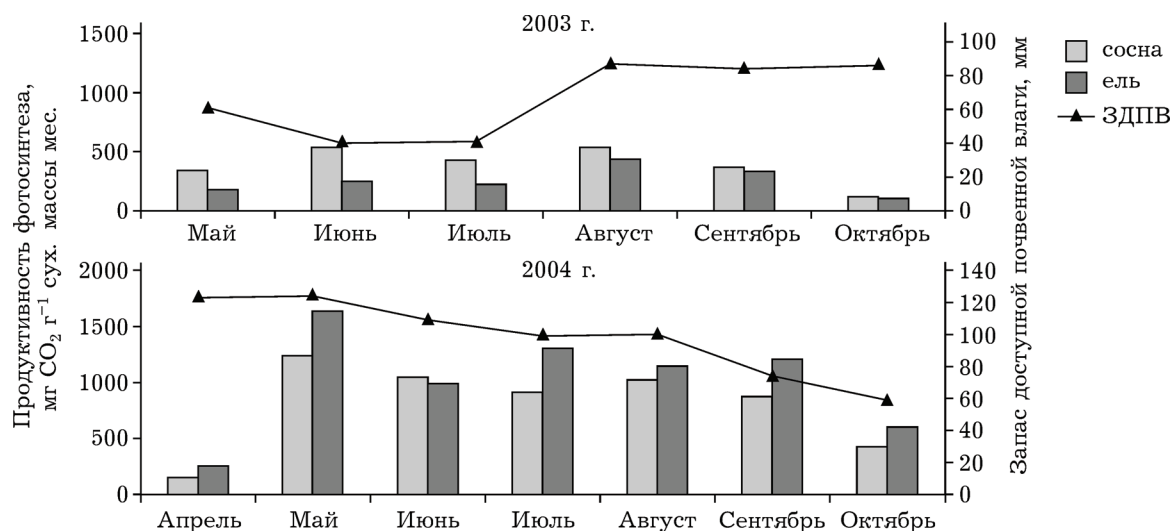 2003 г.
1500
1000
500
0
100
80
60
40
20
0
Май Июнь Июль Август Сентябрь Октябрь
сосна
ель
ЗДПВ
Продуктивность фотосинтеза,
мг CO₂ г⁻¹ сух. массы мес.
Запас доступной почвенной влаги, мм
2004 г.
2000
1500
1000
500
0
140
120
100
80
60
40
20
0
Апрель Май Июнь Июль Август Сентябрь Октябрь